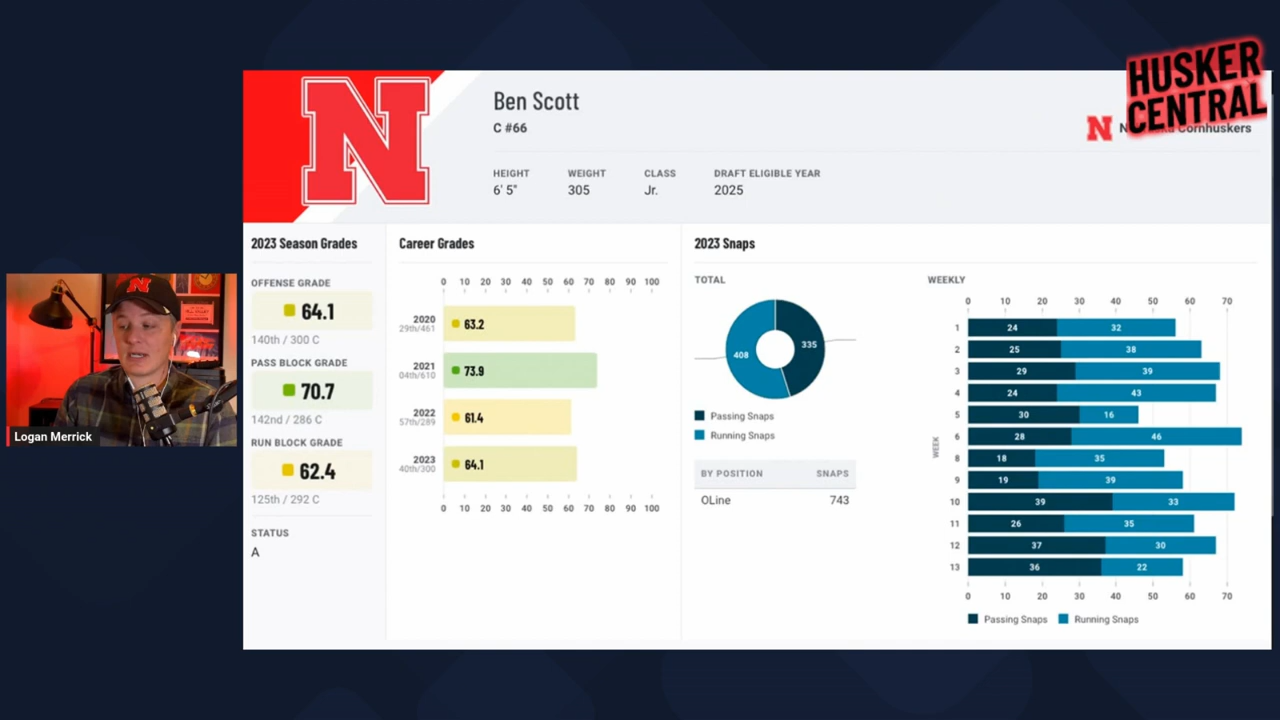 HUSKER
CENTRAL
N
Ben Scott
C #66
N Cornhuskers
HEIGHT WEIGHT CLASS DRAFT ELIGIBLE YEAR
6' 5" 305 Jr. 2025
2023 Season Grades
OFFENSE GRADE
64.1
140th / 300 C
PASS BLOCK GRADE
70.7
142nd / 286 C
RUN BLOCK GRADE
62.4
125th / 292 C
STATUS
A
Career Grades
0 10 20 30 40 50 60 70 80 90 100
2020 63.2
29th/461
2021 73.9
04th/610
2022 61.4
57th/289
2023 64.1
40th/300
0 10 20 30 40 50 60 70 80 90 100
2023 Snaps
TOTAL
408 335
Passing Snaps
Running Snaps
BY POSITION SNAPS
OLine 743
WEEKLY
0 10 20 30 40 50 60 70
WEEK
1 24 32
2 25 38
3 29 39
4 24 43
5 30 16
6 28 46
8 18 35
9 19 39
10 39 33
11 26 35
12 37 30
13 36 22
0 10 20 30 40 50 60 70
Passing Snaps Running Snaps
N
Logan Merrick